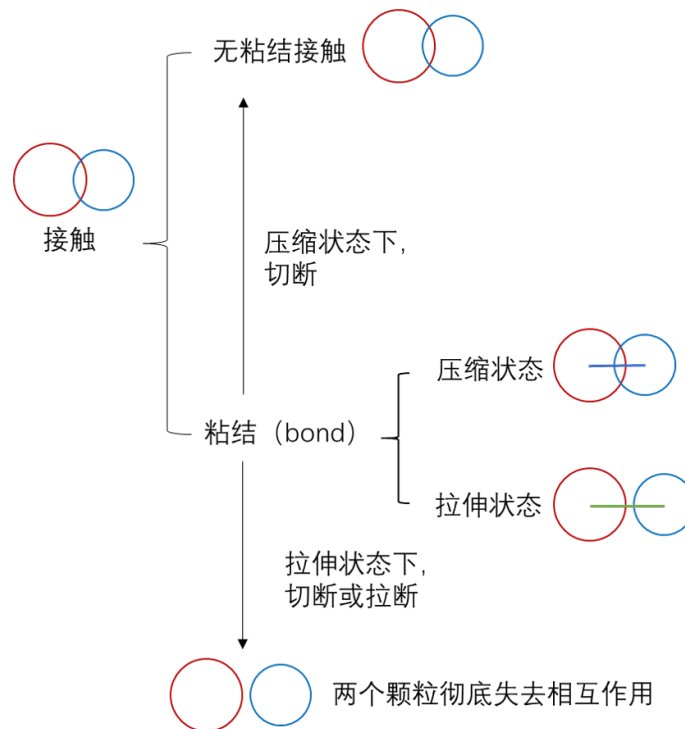 无粘结接触
接触
压缩状态下，
切断
压缩状态
粘结（bond）
拉伸状态
拉伸状态下，
切断或拉断
两个颗粒彻底失去相互作用